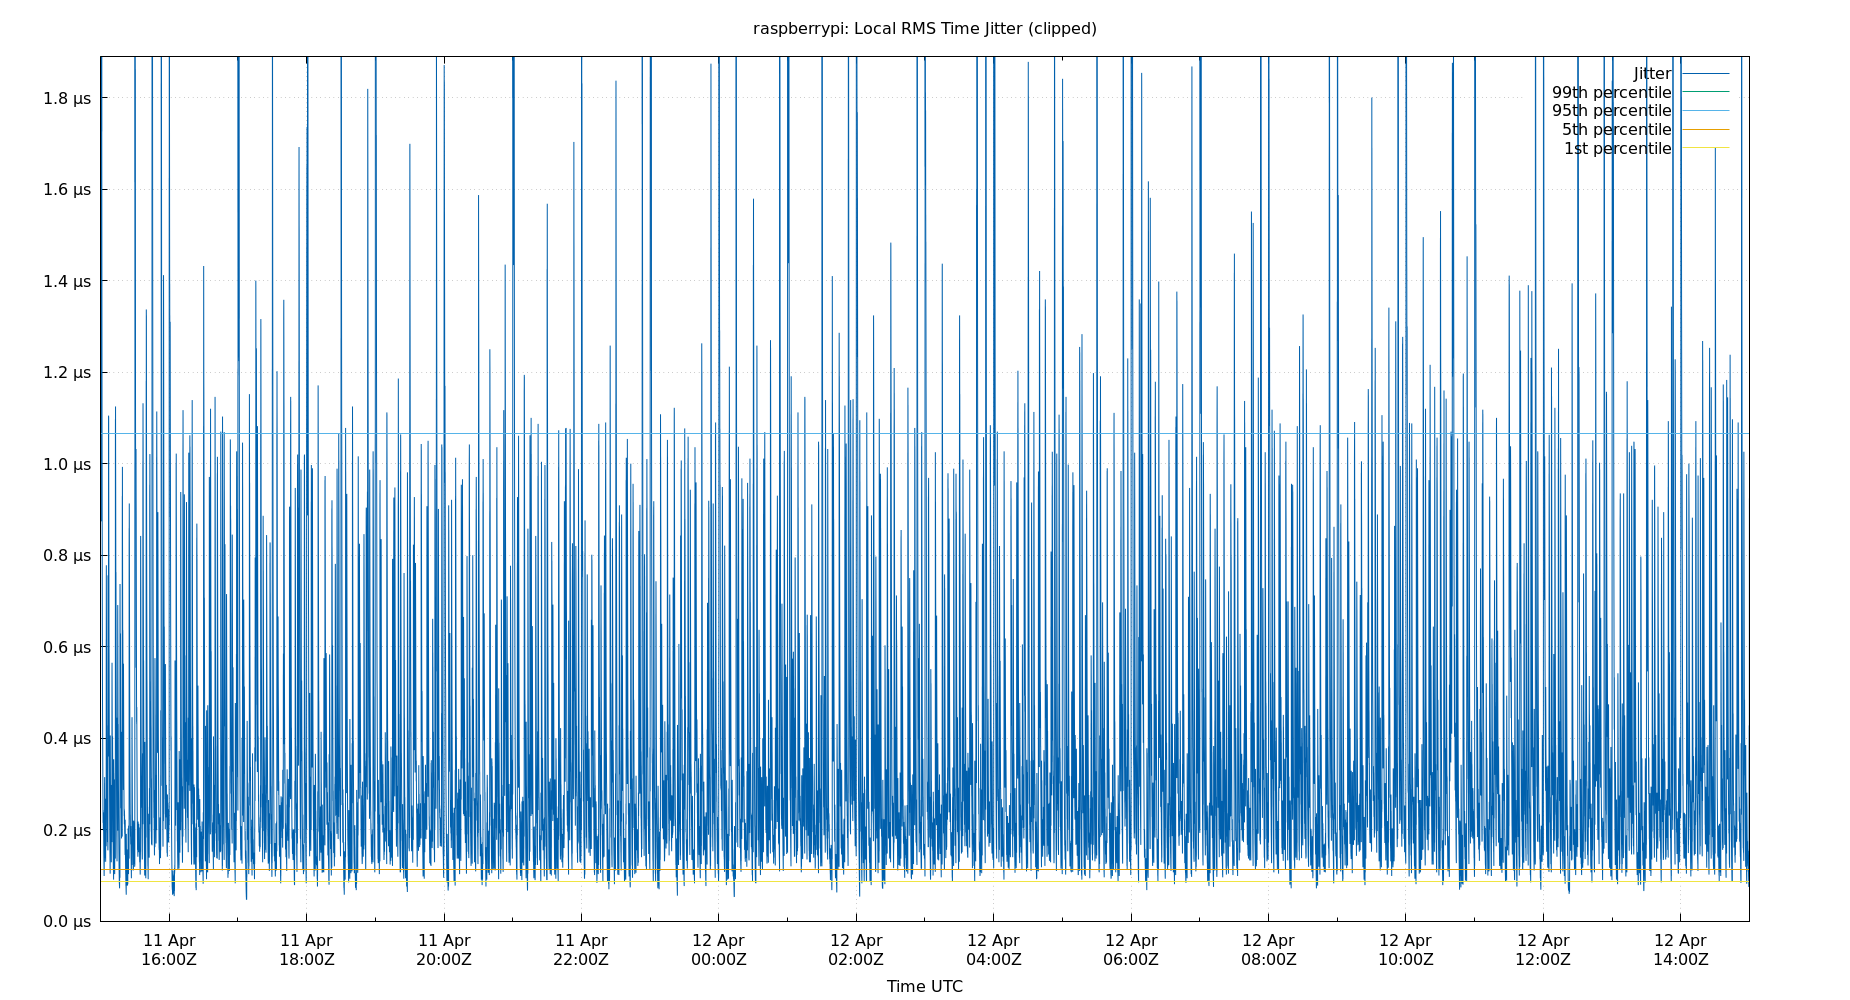 raspberrypi: Local RMS Time Jitter (clipped)
Jitter
99th percentile
95th percentile
5th percentile
1st percentile
1.8 µs
1.6 µs
1.4 µs
1.2 µs
1.0 µs
0.8 µs
0.6 µs
0.4 µs
0.2 µs
0.0 µs
11 Apr 11 Apr 11 Apr 11 Apr 12 Apr 12 Apr 12 Apr 12 Apr 12 Apr 12 Apr 12 Apr 12 Apr
16:00Z 18:00Z 20:00Z 22:00Z 00:00Z 02:00Z 04:00Z 06:00Z 08:00Z 10:00Z 12:00Z 14:00Z
Time UTC